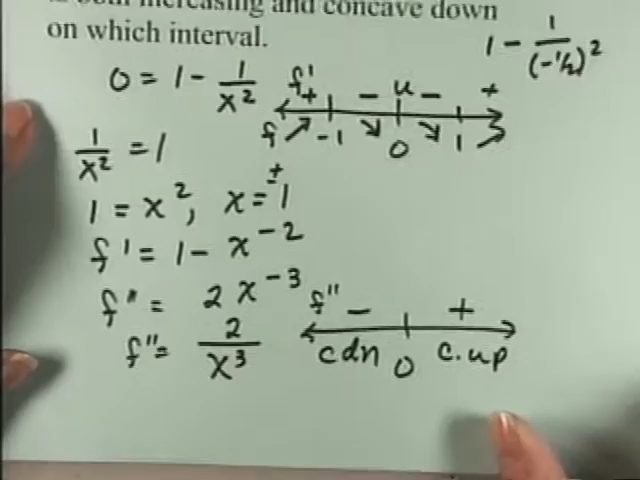 both increasing and concave down
on which interval.
1 - 1/(-½)²
0 = 1 - 1/x²
f' + - u - +
f ↗ -1 ↘ 0 ↘ 1 ↗
1/x² = 1
1 = x², x = ±1
f' = 1 - x⁻²
f" = 2x⁻³
f" - +
f" = 2/x³
cdn 0 c.up